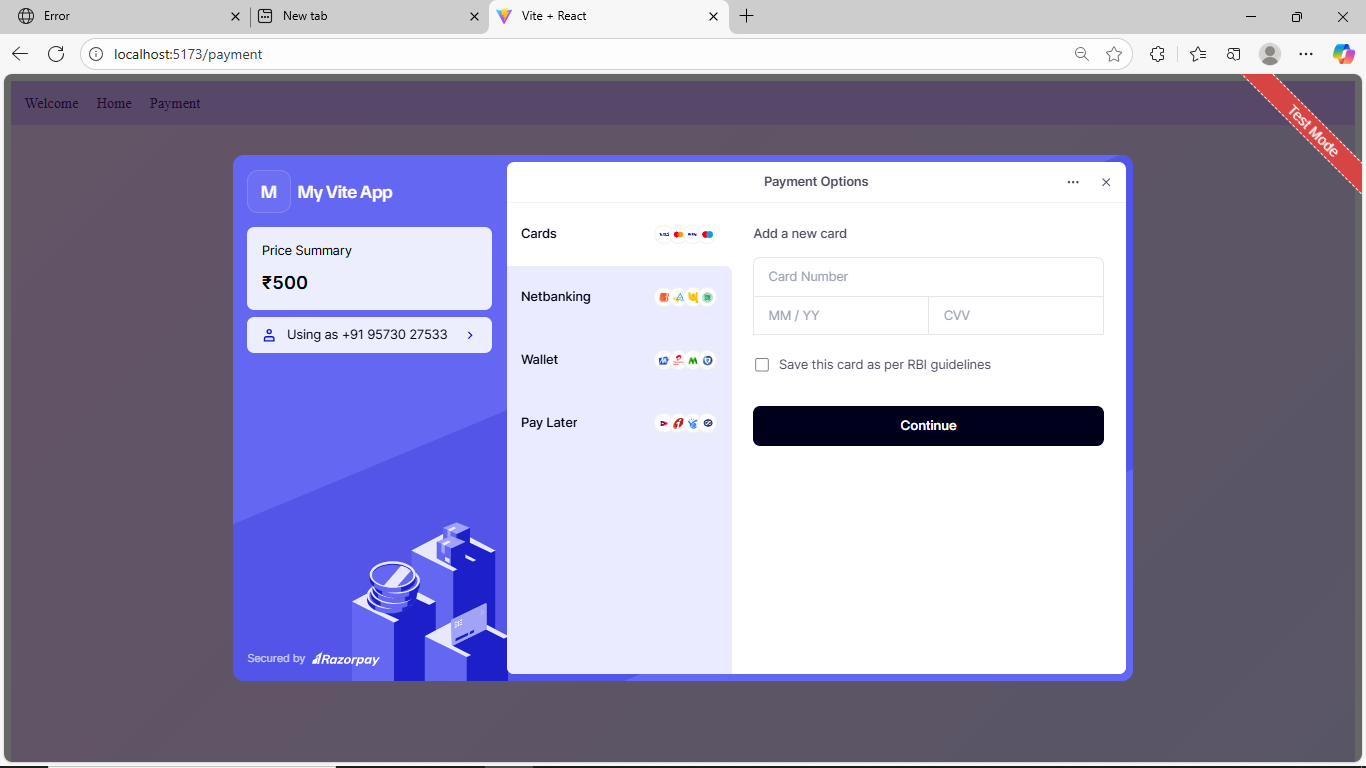 Error
New tab
Vite + React
localhost:5173/payment
Welcome Home Payment
Test Mode
M My Vite App
Price Summary
₹500
Using as +91 95730 27533
Secured by Razorpay
Payment Options
Cards
Netbanking
Wallet
Pay Later
Add a new card
Card Number
MM / YY CVV
Save this card as per RBI guidelines
Continue